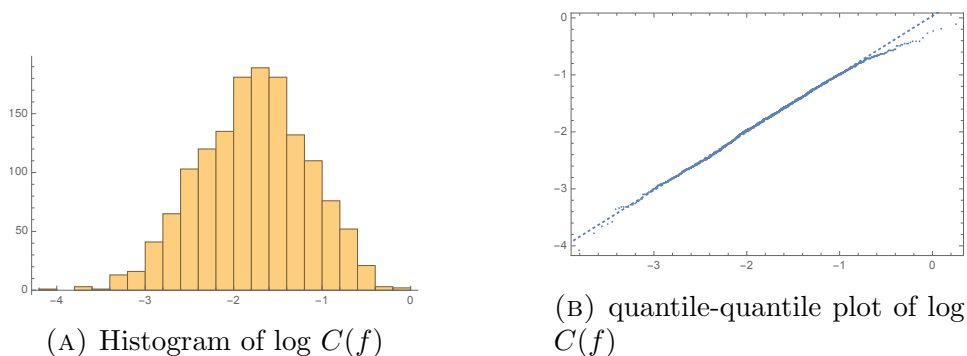 150
100
50
0
−4 −3 −2 −1 0
(A) Histogram of log C(f)
0
−1
−2
−3
−4
−3 −2 −1 0
(B) quantile-quantile plot of log
C(f)